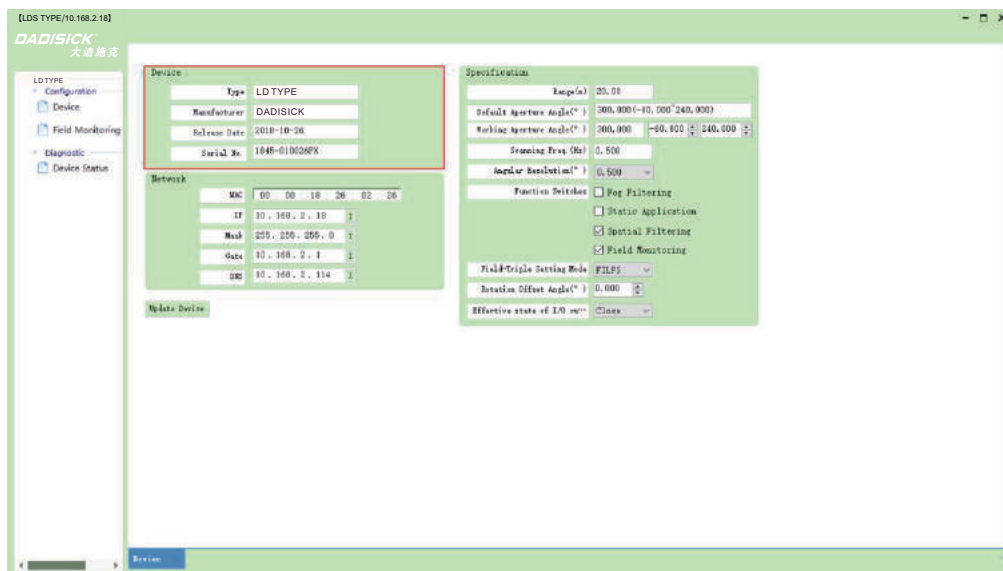 【LDS TYPE/10.168.2.18】
DADISICK
大迪施克
LD TYPE
Configuration
Device
Field Monitoring
Diagnostic
Device Status
Device
Type LD TYPE
Manufacturer DADISICK
Release Date 2018-10-26
Serial No. 1845-010026PX
Network
MAC 00 00 18 26 02 26
IP 10. 168. 2. 18
Mask 255. 255. 255. 0
Gate 10. 168. 2. 1
DNS 10. 168. 2. 114
Update Device
Specification
Range(m) 20.00
Default Aperture Angle(° ) 300.000(-60.000~240.000)
Working Aperture Angle(° ) 300.000 -60.000 240.000
Scanning Freq.(Hz) 0.500
Angular Resolution(° ) 0.500
Function Switches Fog Filtering
Static Application
Spatial Filtering
Field Monitoring
Field-Triple Setting Mode
Rotation Offset Angle(° ) 0.000
Effective state of I/O Close
Device